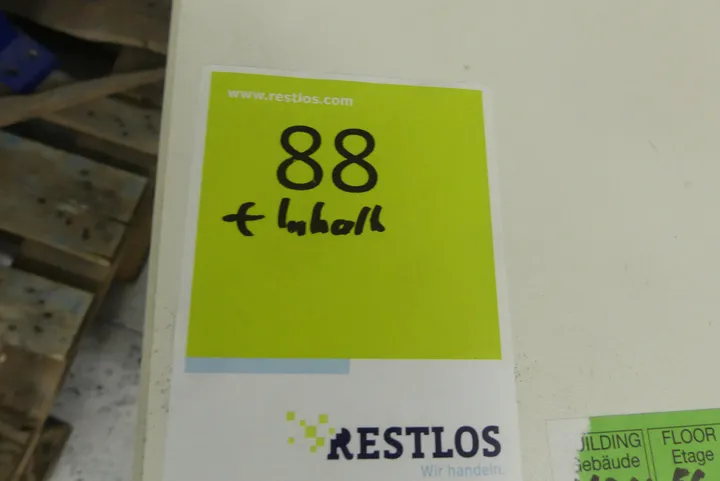 www.restlos.com
88
+ Inhalt
RESTLOS
Wir handeln.
UILDING FLOOR
Gebäude Etage